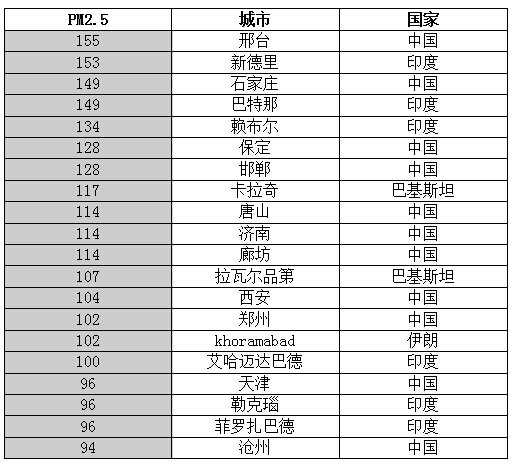 PM2.5 城市 国家
155 邢台 中国
153 新德里 印度
149 石家庄 中国
149 巴特那 印度
134 赖布尔 印度
128 保定 中国
128 邯郸 中国
117 卡拉奇 巴基斯坦
114 唐山 中国
114 济南 中国
114 廊坊 中国
107 拉瓦尔品第 巴基斯坦
104 西安 中国
102 郑州 中国
102 khoramabad 伊朗
100 艾哈迈达巴德 印度
96 天津 中国
96 勒克瑙 印度
96 菲罗扎巴德 印度
94 沧州 中国